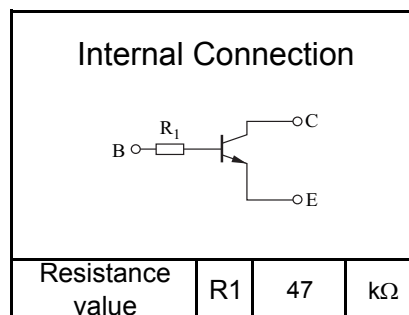 Internal Connection
R1
C
B
E
Resistance value R1 47 kΩ